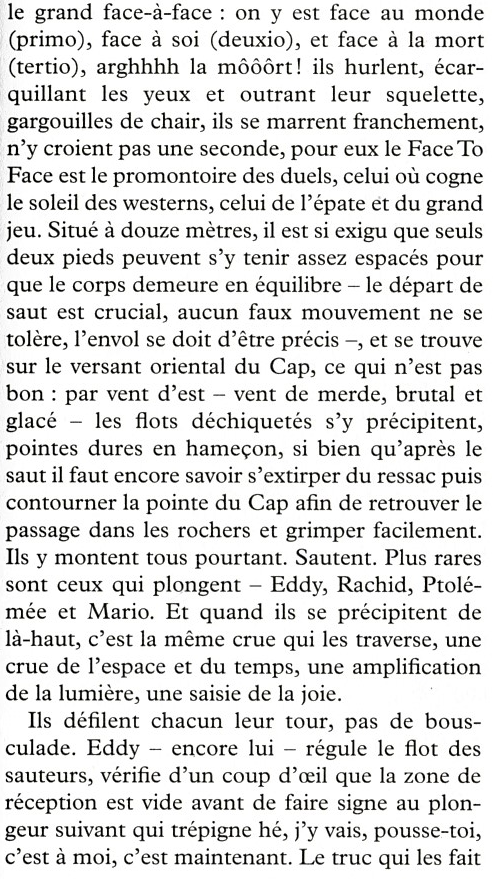 le grand face-à-face : on y est face au monde
(primo), face à soi (deuxio), et face à la mort
(tertio), arghhhh la môôôrt! ils hurlent, écar-
quillant les yeux et outrant leur squelette,
gargouilles de chair, ils se marrent franchement,
n'y croient pas une seconde, pour eux le Face To
Face est le promontoire des duels, celui où cogne
le soleil des westerns, celui de l'épate et du grand
jeu. Situé à douze mètres, il est si exigu que seuls
deux pieds peuvent s'y tenir assez espacés pour
que le corps demeure en équilibre – le départ de
saut est crucial, aucun faux mouvement ne se
tolère, l'envol se doit d'être précis –, et se trouve
sur le versant oriental du Cap, ce qui n'est pas
bon : par vent d'est – vent de merde, brutal et
glacé – les flots déchiquetés s'y précipitent,
pointes dures en hameçon, si bien qu'après le
saut il faut encore savoir s'extirper du ressac puis
contourner la pointe du Cap afin de retrouver le
passage dans les rochers et grimper facilement.
Ils y montent tous pourtant. Sautent. Plus rares
sont ceux qui plongent – Eddy, Rachid, Ptolé-
mée et Mario. Et quand ils se précipitent de
là-haut, c'est la même crue qui les traverse, une
crue de l'espace et du temps, une amplification
de la lumière, une saisie de la joie.
Ils défilent chacun leur tour, pas de bous-
culade. Eddy – encore lui – régule le flot des
sauteurs, vérifie d'un coup d'œil que la zone de
réception est vide avant de faire signe au plon-
geur suivant qui trépigne hé, j'y vais, pousse-toi,
c'est à moi, c'est maintenant. Le truc qui les fait